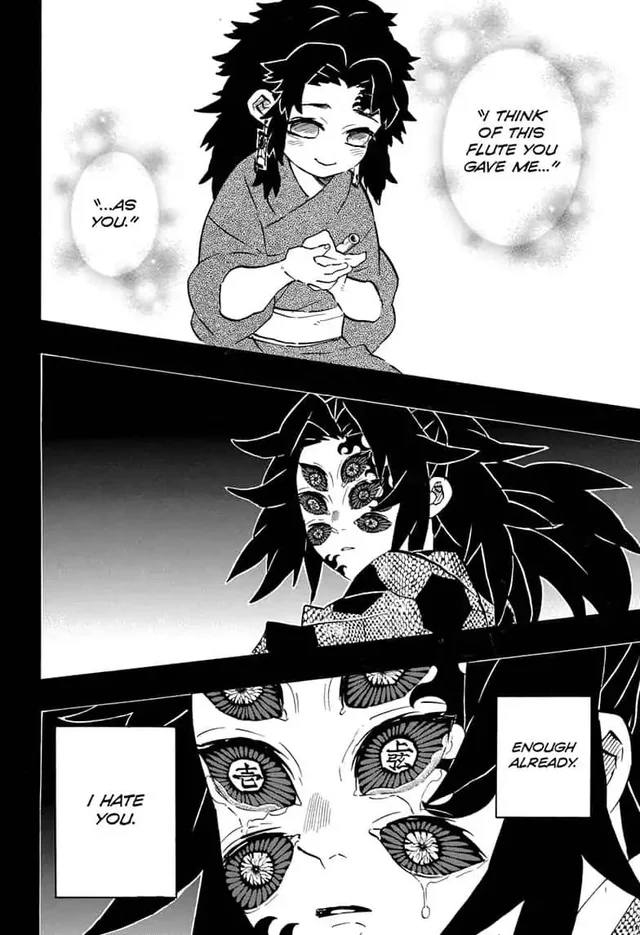 "I THINK
OF THIS
FLUTE YOU
GAVE ME..."
"...AS
YOU."
ENOUGH
ALREADY.
上弦
壱
I HATE
YOU.